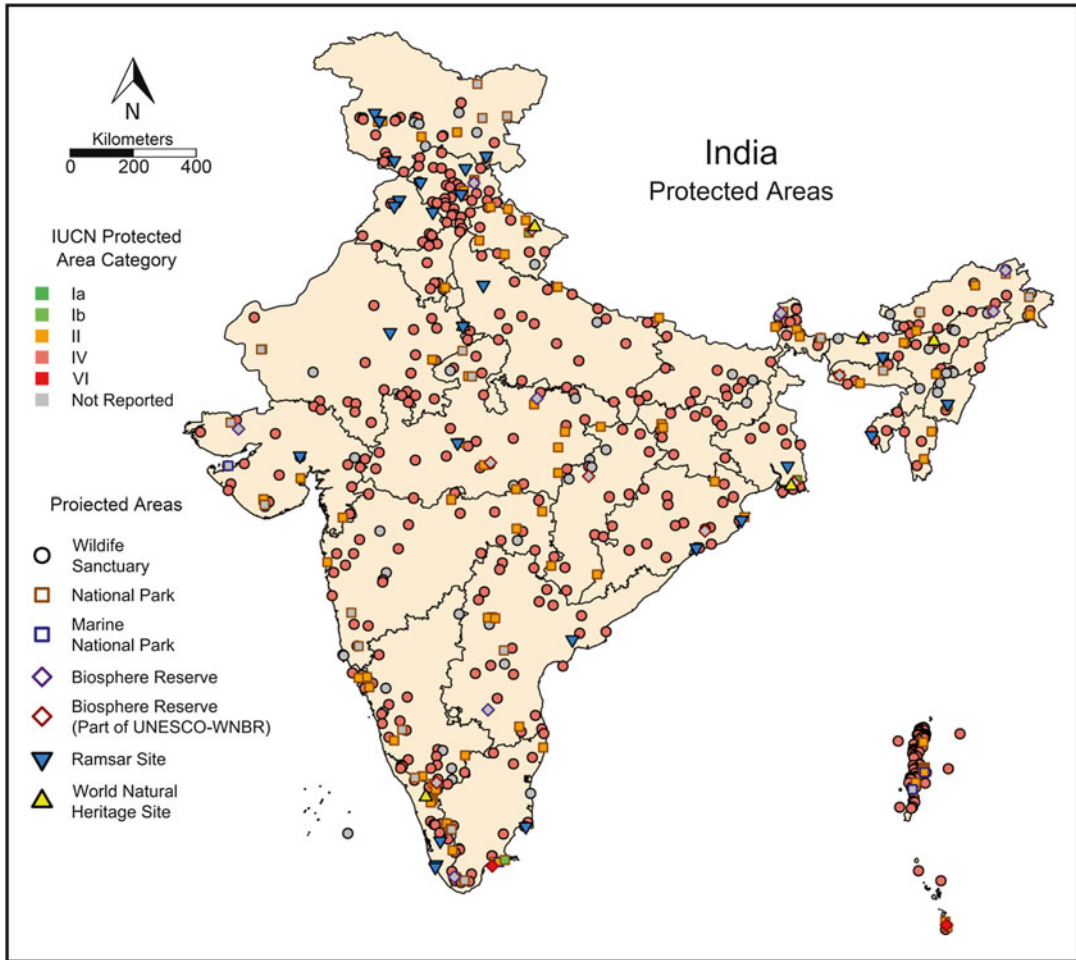 N
Kilometers
0 200 400
India
Protected Areas
IUCN Protected
Area Category
Ia
Ib
II
IV
VI
Not Reported
Proiected Areas
Wildife
Sanctuary
National Park
Marine
National Park
Biosphere Reserve
Biosphere Reserve
(Part of UNESCO-WNBR)
Ramsar Site
World Natural
Heritage Site